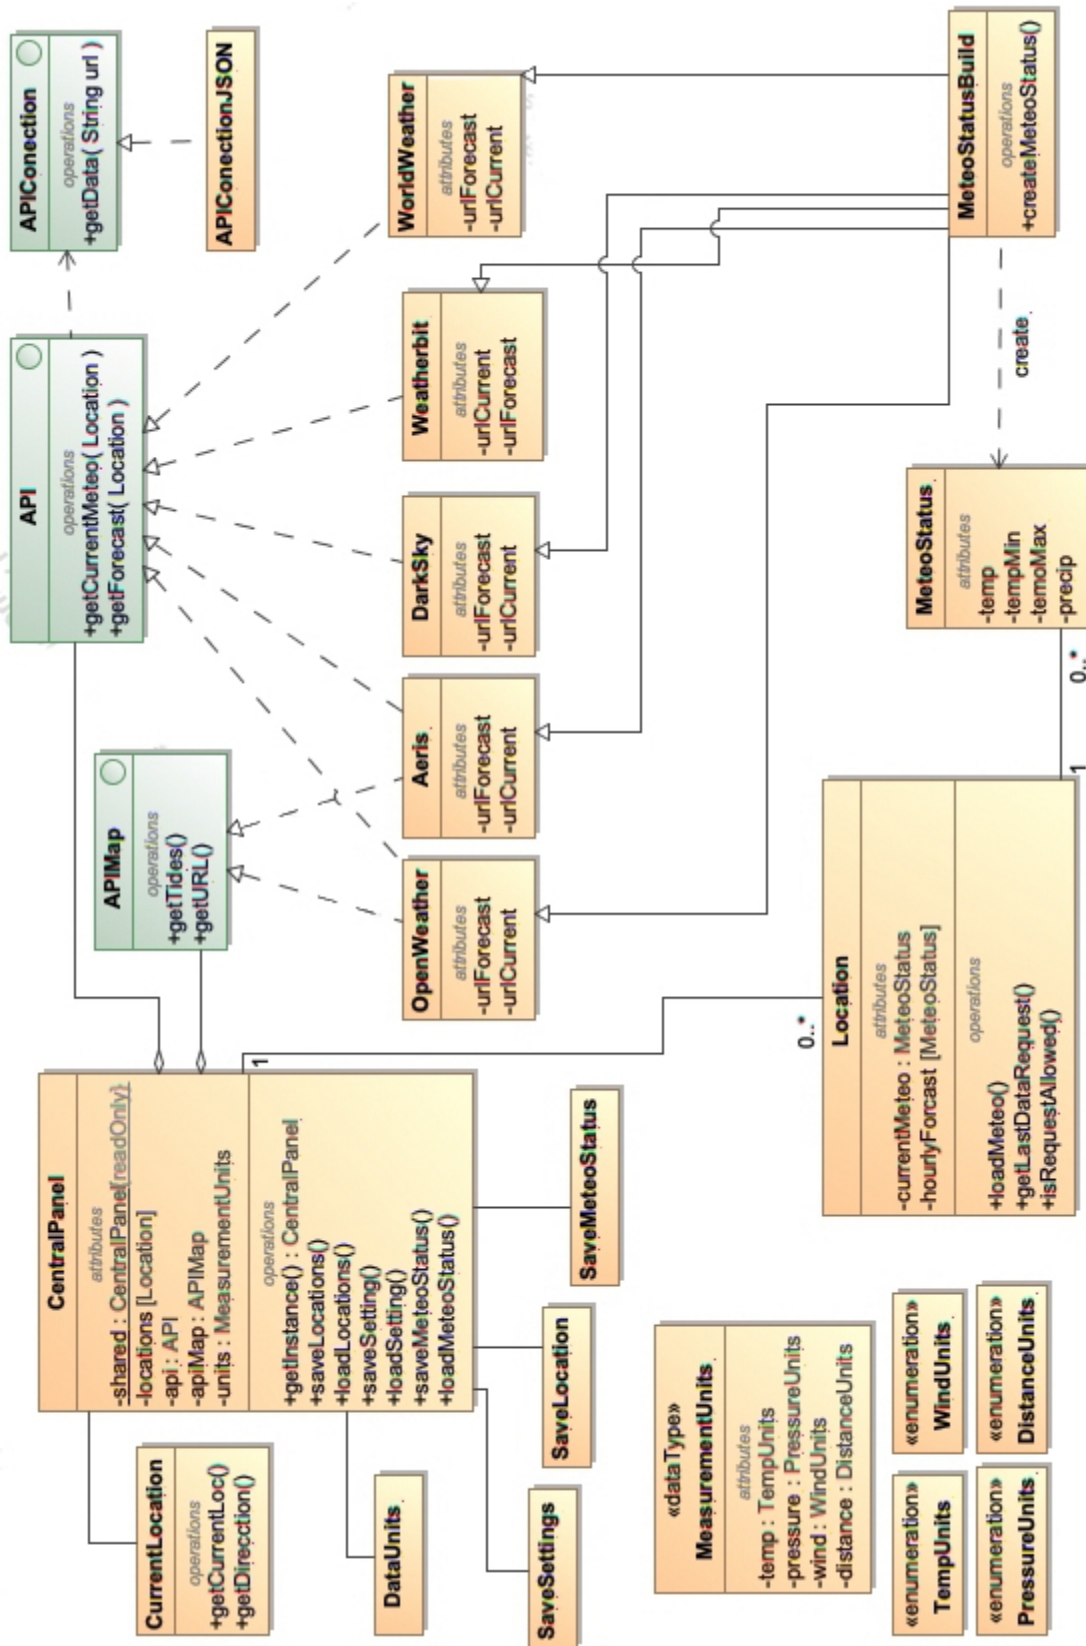 CentralPanel
attributes
-shared : CentralPanel{readOnly}
-locations [Location]
-api : API
-apiMap : APIMap
-units : MeasurementUnits
operations
+getInstance() : CentralPanel
+saveLocations()
+loadLocations()
+saveSetting()
+loadSetting()
+saveMeteoStatus()
+loadMeteoStatus()
CurrentLocation
operations
+getCurrentLoc()
+getDirecction()
DataUnits
SaveSettings
SaveLocation
SaveMeteoStatus
«dataType»
MeasurementUnits
attributes
-temp : TempUnits
-pressure : PressureUnits
-wind : WindUnits
-distance : DistanceUnits
«enumeration»
TempUnits
«enumeration»
WindUnits
«enumeration»
PressureUnits
«enumeration»
DistanceUnits
APIMap
operations
+getTides()
+getURL()
API
operations
+getCurrentMeteo( Location )
+getForecast( Location )
APIConection
operations
+getData( String url )
APIConectionJSON
OpenWeather
attributes
-urlForecast
-urlCurrent
Aeris
attributes
-urlForecast
-urlCurrent
DarkSky
attributes
-urlForecast
-urlCurrent
Weatherbit
attributes
-urlCurrent
-urlForecast
WorldWeather
attributes
-urlForecast
-urlCurrent
1
0..*
Location
attributes
-currentMeteo : MeteoStatus
-hourlyForcast [MeteoStatus]
operations
+loadMeteo()
+getLastDataRequest()
+isRequestAllowed()
1
0..*
MeteoStatus
attributes
-temp
-tempMin
-temoMax
-precip
create
MeteoStatusBuild
operations
+createMeteoStatus()